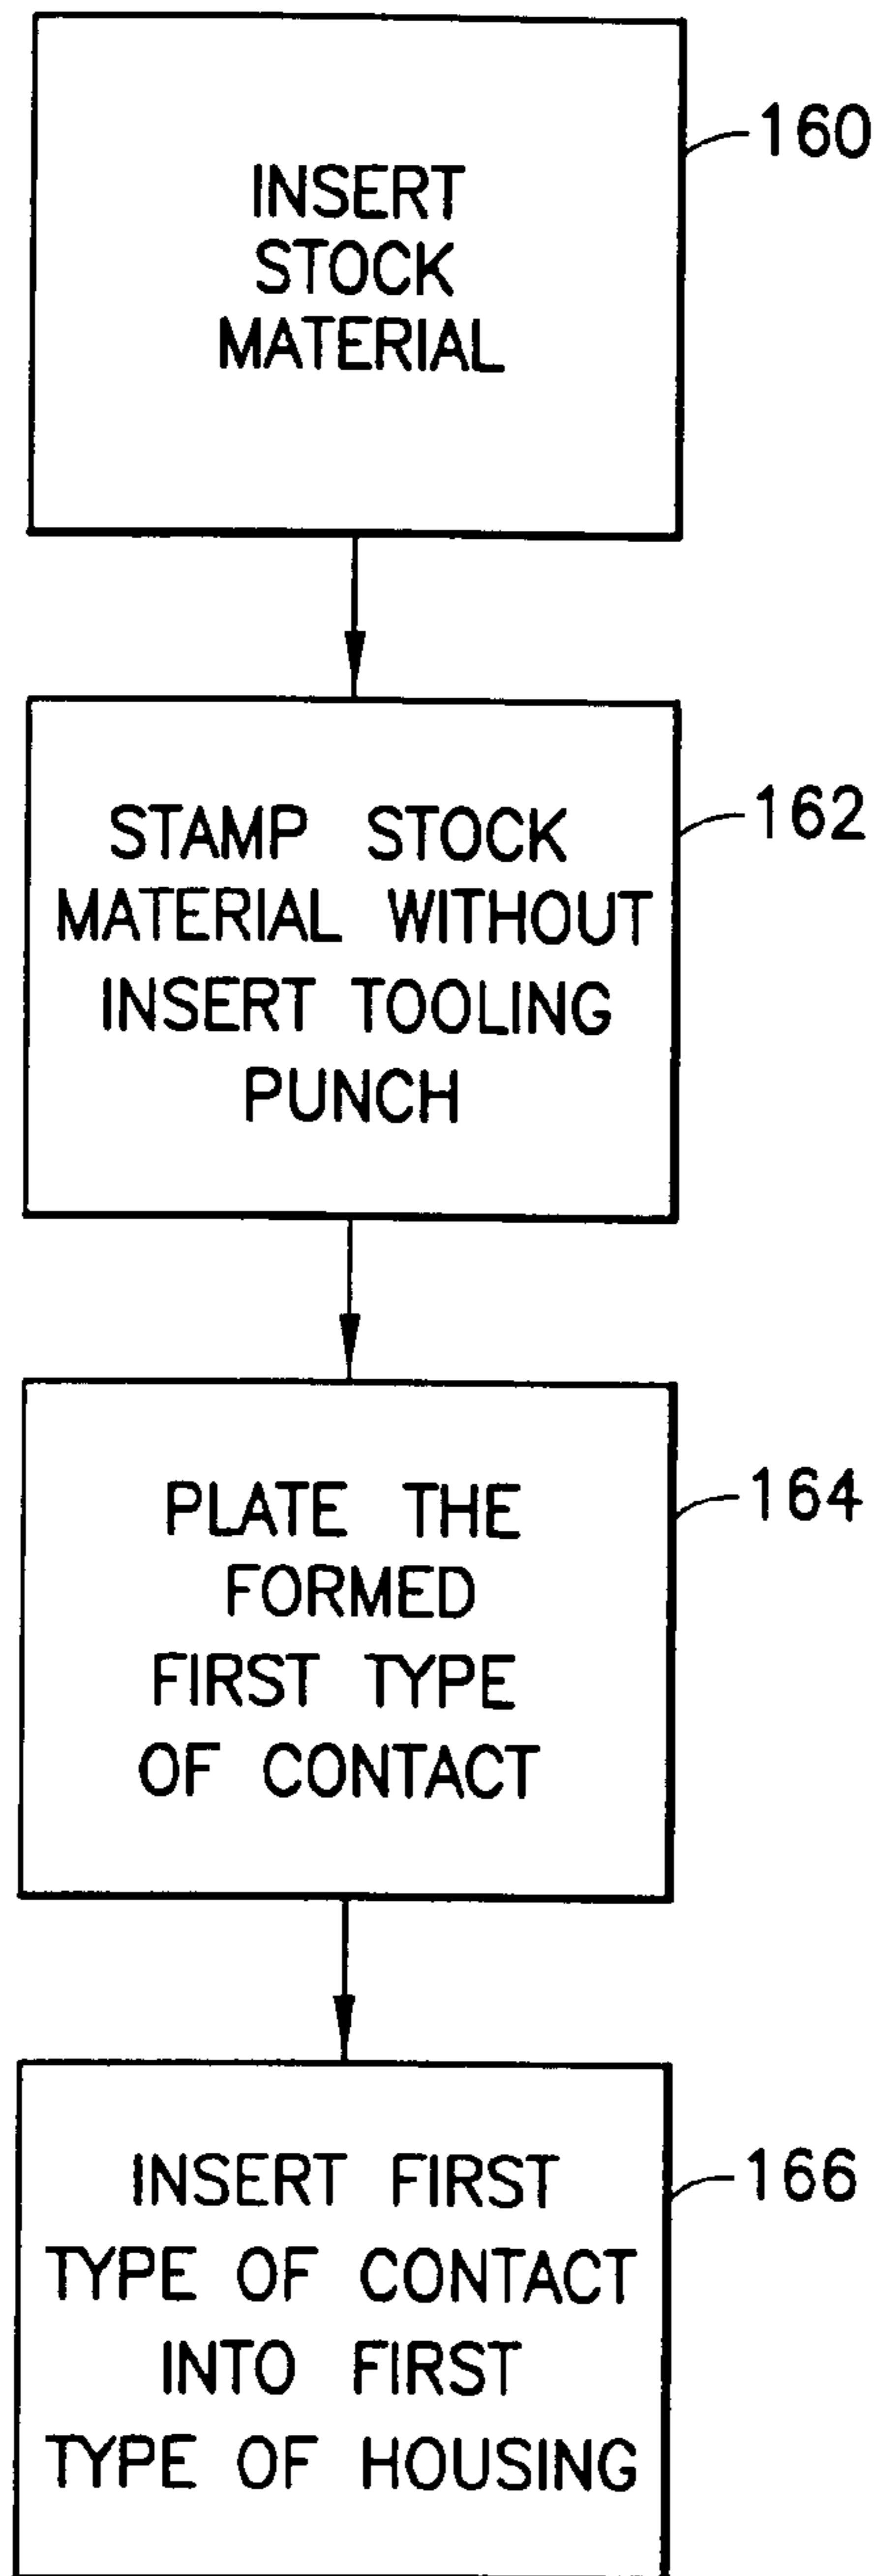 INSERT
STOCK
MATERIAL
160
STAMP STOCK
MATERIAL WITHOUT
INSERT TOOLING
PUNCH
162
PLATE THE
FORMED
FIRST TYPE
OF CONTACT
164
INSERT FIRST
TYPE OF CONTACT
INTO FIRST
TYPE OF HOUSING
166